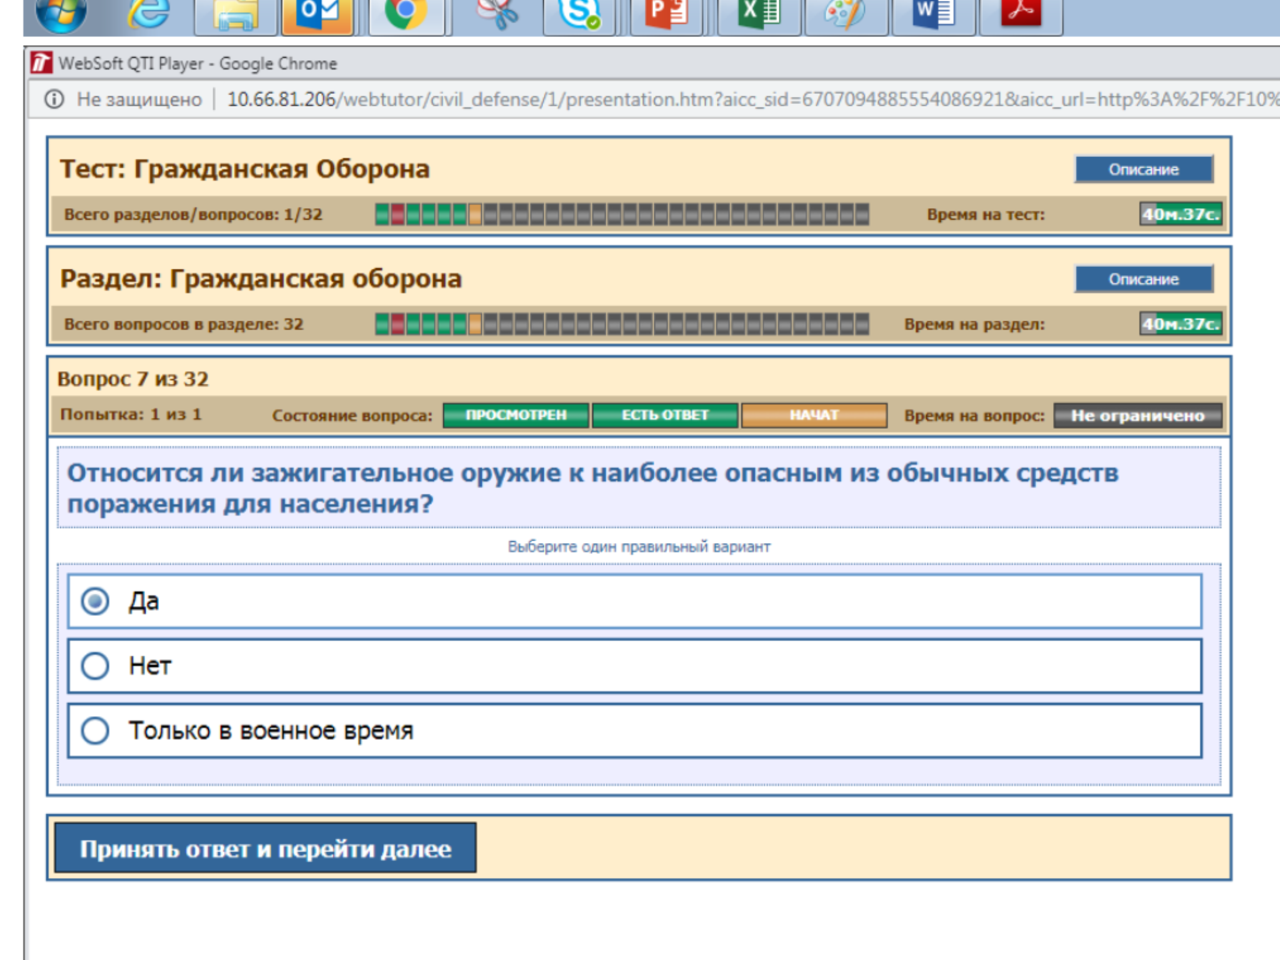 WebSoft QTI Player - Google Chrome
Не защищено | 10.66.81.206/webtutor/civil_defense/1/presentation.htm?aicc_sid=6707094885554086921&aicc_url=http%3A%2F%2F10%
Тест: Гражданская Оборона
Описание
Всего разделов/вопросов: 1/32
Время на тест:
40м.37с.
Раздел: Гражданская оборона
Описание
Всего вопросов в разделе: 32
Время на раздел:
40м.37с.
Вопрос 7 из 32
Попытка: 1 из 1
Состояние вопроса:
ПРОСМОТРЕН
ЕСТЬ ОТВЕТ
НАЧАТ
Время на вопрос:
Не ограничено
Относится ли зажигательное оружие к наиболее опасным из обычных средств
поражения для населения?
Выберите один правильный вариант
Да
Нет
Только в военное время
Принять ответ и перейти далее